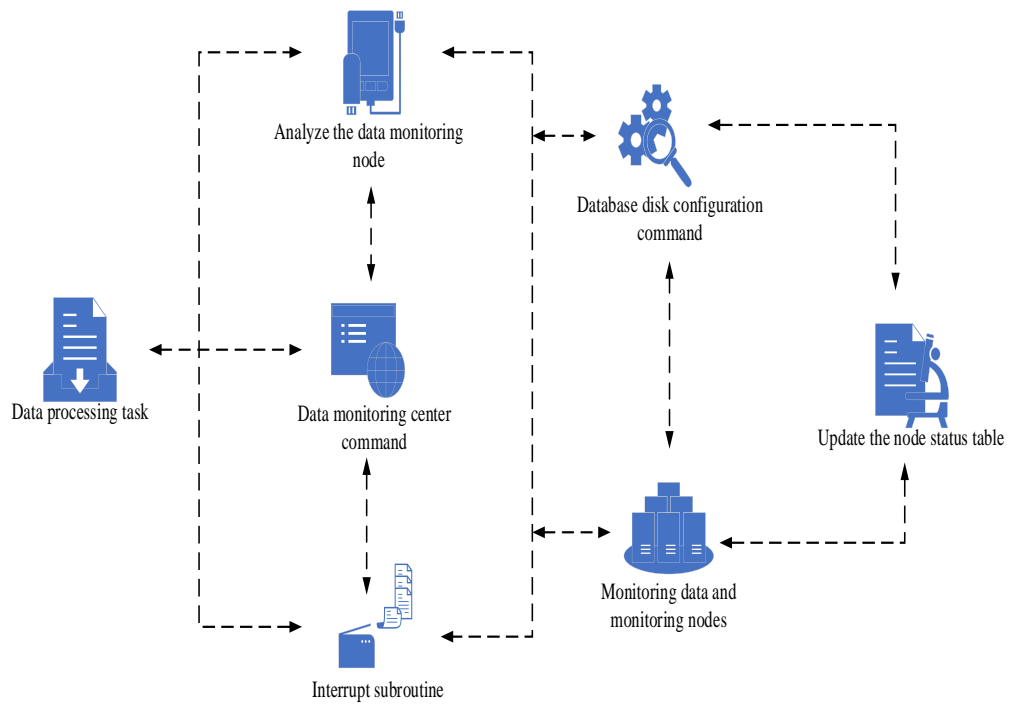 Analyze the data monitoring
node
Database disk configuration
command
Data processing task
Data monitoring center
command
Update the node status table
Monitoring data and
monitoring nodes
Interrupt subroutine